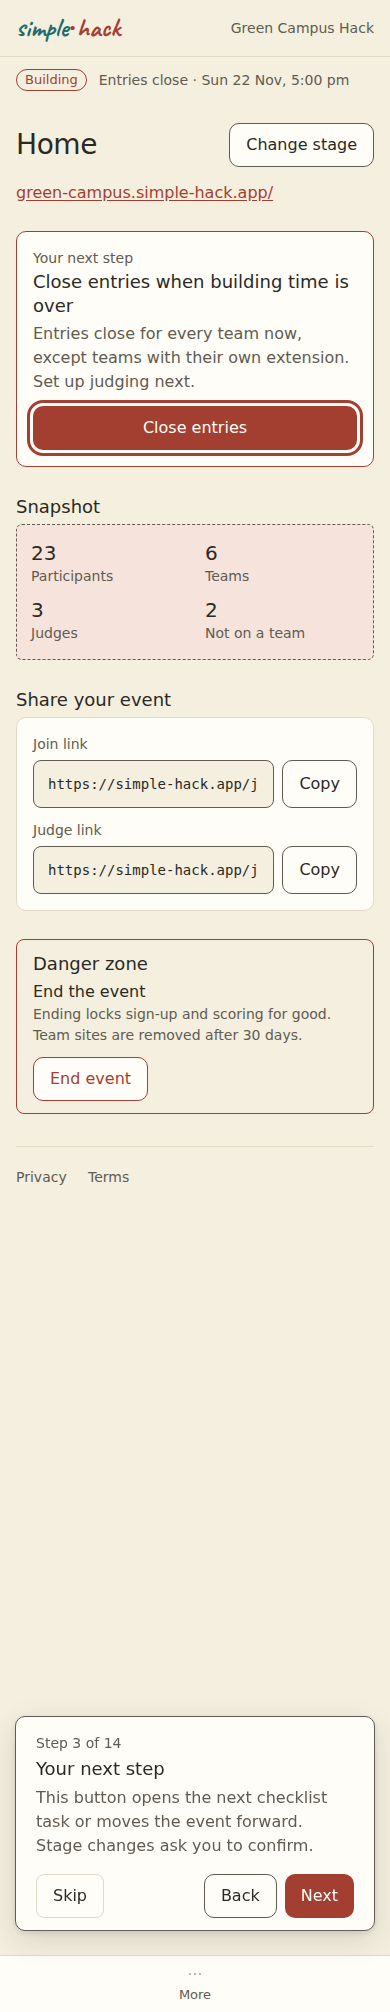 simple·hack
Green Campus Hack
Building
Entries close · Sun 22 Nov, 5:00 pm
Home
Change stage
green-campus.simple-hack.app/
Your next step
Close entries when building time is
over
Entries close for every team now,
except teams with their own extension.
Set up judging next.
Close entries
Snapshot
23
Participants
6
Teams
3
Judges
2
Not on a team
Share your event
Join link
https://simple-hack.app/j
Copy
Judge link
https://simple-hack.app/j
Copy
Danger zone
End the event
Ending locks sign-up and scoring for good.
Team sites are removed after 30 days.
End event
Privacy
Terms
Step 3 of 14
Your next step
This button opens the next checklist
task or moves the event forward.
Stage changes ask you to confirm.
Skip
Back
Next
...
More